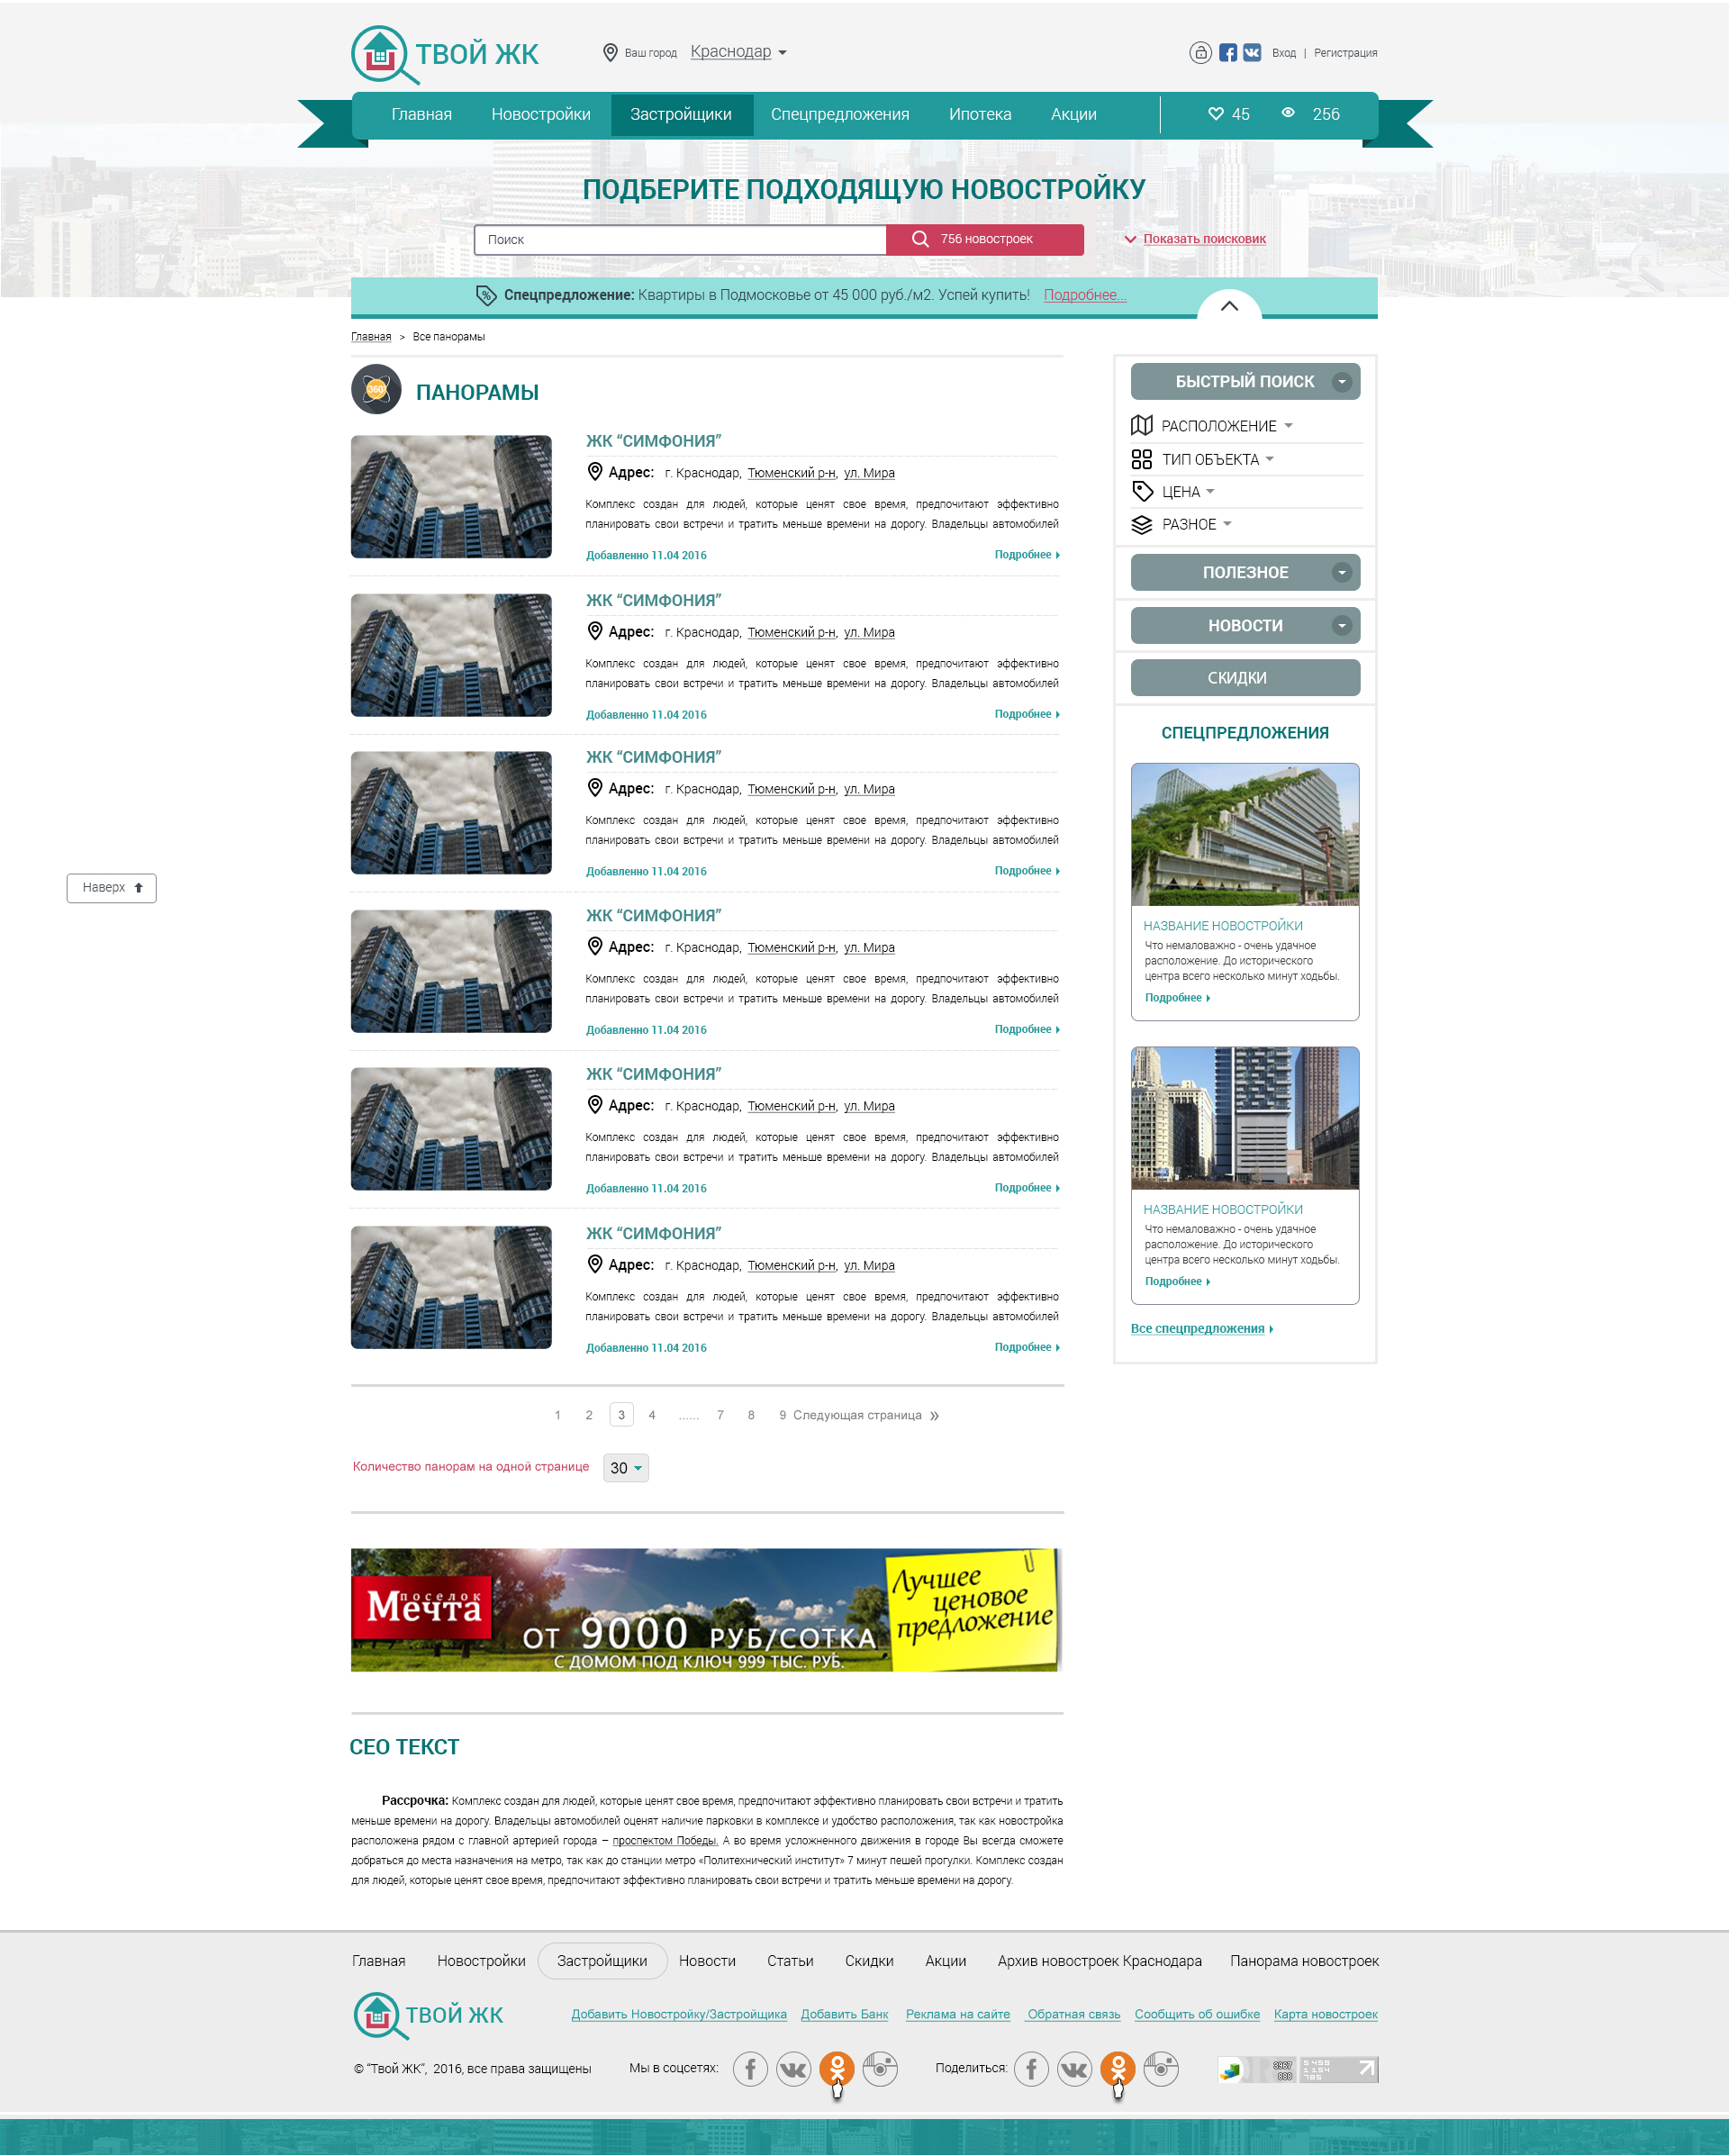 ТВОЙ ЖК
Ваш город Краснодар
Вход | Регистрация
Главная Новостройки Застройщики Спецпредложения Ипотека Акции 45 256
ПОДБЕРИТЕ ПОДХОДЯЩУЮ НОВОСТРОЙКУ
Поиск 756 новостроек Показать поисковик
Спецпредложение: Квартиры в Подмосковье от 45 000 руб./м2. Успей купить! Подробнее...
Главная > Все панорамы
360°
ПАНОРАМЫ
ЖК “СИМФОНИЯ”
Адрес: г. Краснодар, Тюменский р-н, ул. Мира
Комплекс создан для людей, которые ценят свое время, предпочитают эффективно
планировать свои встречи и тратить меньше времени на дорогу. Владельцы автомобилей
Добавленно 11.04 2016 Подробнее
ЖК “СИМФОНИЯ”
Адрес: г. Краснодар, Тюменский р-н, ул. Мира
Комплекс создан для людей, которые ценят свое время, предпочитают эффективно
планировать свои встречи и тратить меньше времени на дорогу. Владельцы автомобилей
Добавленно 11.04 2016 Подробнее
ЖК “СИМФОНИЯ”
Адрес: г. Краснодар, Тюменский р-н, ул. Мира
Комплекс создан для людей, которые ценят свое время, предпочитают эффективно
планировать свои встречи и тратить меньше времени на дорогу. Владельцы автомобилей
Добавленно 11.04 2016 Подробнее
ЖК “СИМФОНИЯ”
Адрес: г. Краснодар, Тюменский р-н, ул. Мира
Комплекс создан для людей, которые ценят свое время, предпочитают эффективно
планировать свои встречи и тратить меньше времени на дорогу. Владельцы автомобилей
Добавленно 11.04 2016 Подробнее
ЖК “СИМФОНИЯ”
Адрес: г. Краснодар, Тюменский р-н, ул. Мира
Комплекс создан для людей, которые ценят свое время, предпочитают эффективно
планировать свои встречи и тратить меньше времени на дорогу. Владельцы автомобилей
Добавленно 11.04 2016 Подробнее
ЖК “СИМФОНИЯ”
Адрес: г. Краснодар, Тюменский р-н, ул. Мира
Комплекс создан для людей, которые ценят свое время, предпочитают эффективно
планировать свои встречи и тратить меньше времени на дорогу. Владельцы автомобилей
Добавленно 11.04 2016 Подробнее
БЫСТРЫЙ ПОИСК
РАСПОЛОЖЕНИЕ
ТИП ОБЪЕКТА
ЦЕНА
РАЗНОЕ
ПОЛЕЗНОЕ
НОВОСТИ
СКИДКИ
СПЕЦПРЕДЛОЖЕНИЯ
НАЗВАНИЕ НОВОСТРОЙКИ
Что немаловажно - очень удачное
расположение. До исторического
центра всего несколько минут ходьбы.
Подробнее
НАЗВАНИЕ НОВОСТРОЙКИ
Что немаловажно - очень удачное
расположение. До исторического
центра всего несколько минут ходьбы.
Подробнее
Все спецпредложения
Наверх
1 2 3 4 ...... 7 8 9 Следующая страница »
Количество панорам на одной странице 30
поселок
Мечта
ОТ 9000 РУБ/СОТКА
С ДОМОМ ПОД КЛЮЧ 999 ТЫС. РУБ.
Лучшее
ценовое
предложение
СЕО ТЕКСТ
Рассрочка: Комплекс создан для людей, которые ценят свое время, предпочитают эффективно планировать свои встречи и тратить
меньше времени на дорогу. Владельцы автомобилей оценят наличие парковки в комплексе и удобство расположения, так как новостройка
расположена рядом с главной артерией города – проспектом Победы. А во время усложненного движения в городе Вы всегда сможете
добраться до места назначения на метро, так как до станции метро «Политехнический институт» 7 минут пешей прогулки. Комплекс создан
для людей, которые ценят свое время, предпочитают эффективно планировать свои встречи и тратить меньше времени на дорогу.
Главная Новостройки Застройщики Новости Статьи Скидки Акции Архив новостроек Краснодара Панорама новостроек
ТВОЙ ЖК
Добавить Новостройку/Застройщика Добавить Банк Реклама на сайте Обратная связь Сообщить об ошибке Карта новостроек
© “Твой ЖК”, 2016, все права защищены Мы в соцсетях: Поделиться: